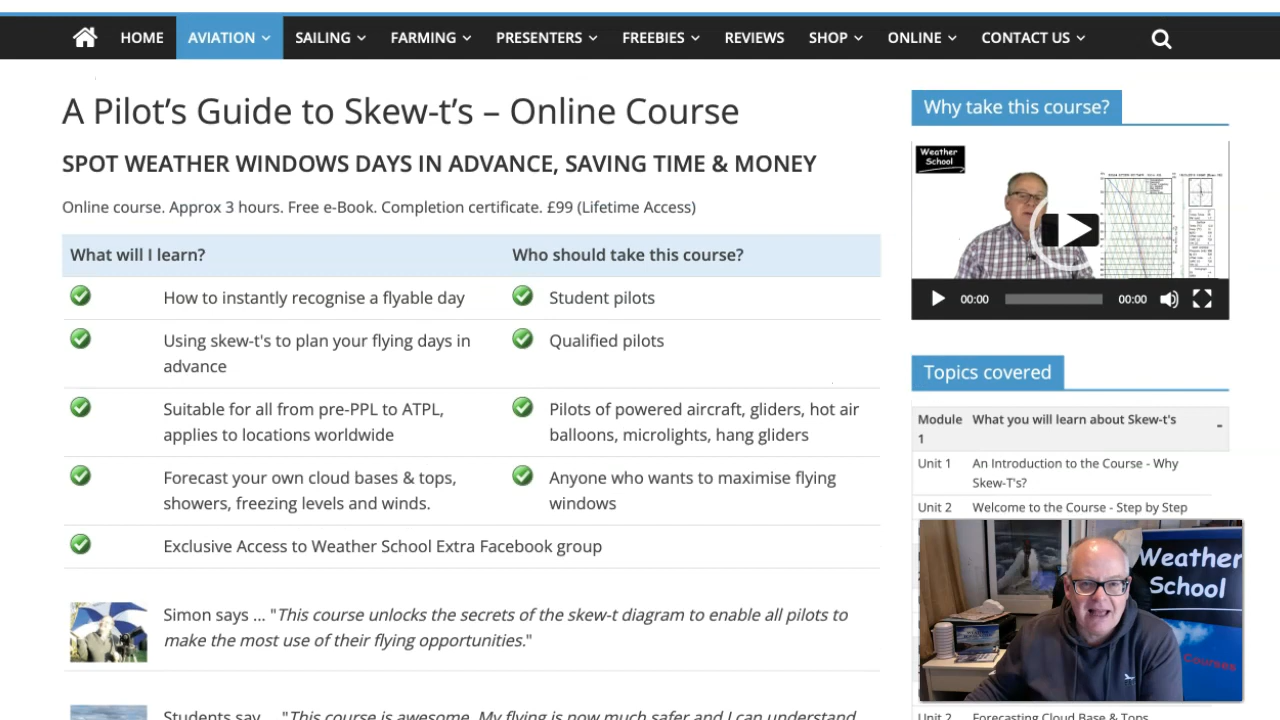 HOME
AVIATION
SAILING
FARMING
PRESENTERS
FREEBIES
REVIEWS
SHOP
ONLINE
CONTACT US
A Pilot’s Guide to Skew-t’s – Online Course
SPOT WEATHER WINDOWS DAYS IN ADVANCE, SAVING TIME & MONEY
Online course. Approx 3 hours. Free e-Book. Completion certificate. £99 (Lifetime Access)
What will I learn?
Who should take this course?
How to instantly recognise a flyable day
Student pilots
Using skew-t's to plan your flying days in
advance
Qualified pilots
Suitable for all from pre-PPL to ATPL,
applies to locations worldwide
Pilots of powered aircraft, gliders, hot air
balloons, microlights, hang gliders
Forecast your own cloud bases & tops,
showers, freezing levels and winds.
Anyone who wants to maximise flying
windows
Exclusive Access to Weather School Extra Facebook group
Simon says ... "This course unlocks the secrets of the skew-t diagram to enable all pilots to
make the most use of their flying opportunities."
Students say ... "This course is awesome. My flying is now much safer and I can understand
Why take this course?
Weather
School
00:00
00:00
Topics covered
Module
1
What you will learn about Skew-t's
-
Unit 1
An Introduction to the Course - Why
Skew-T's?
Unit 2
Welcome to the Course - Step by Step
Weather
School
Courses
Unit 2
Forecasting Cloud Base & Tops